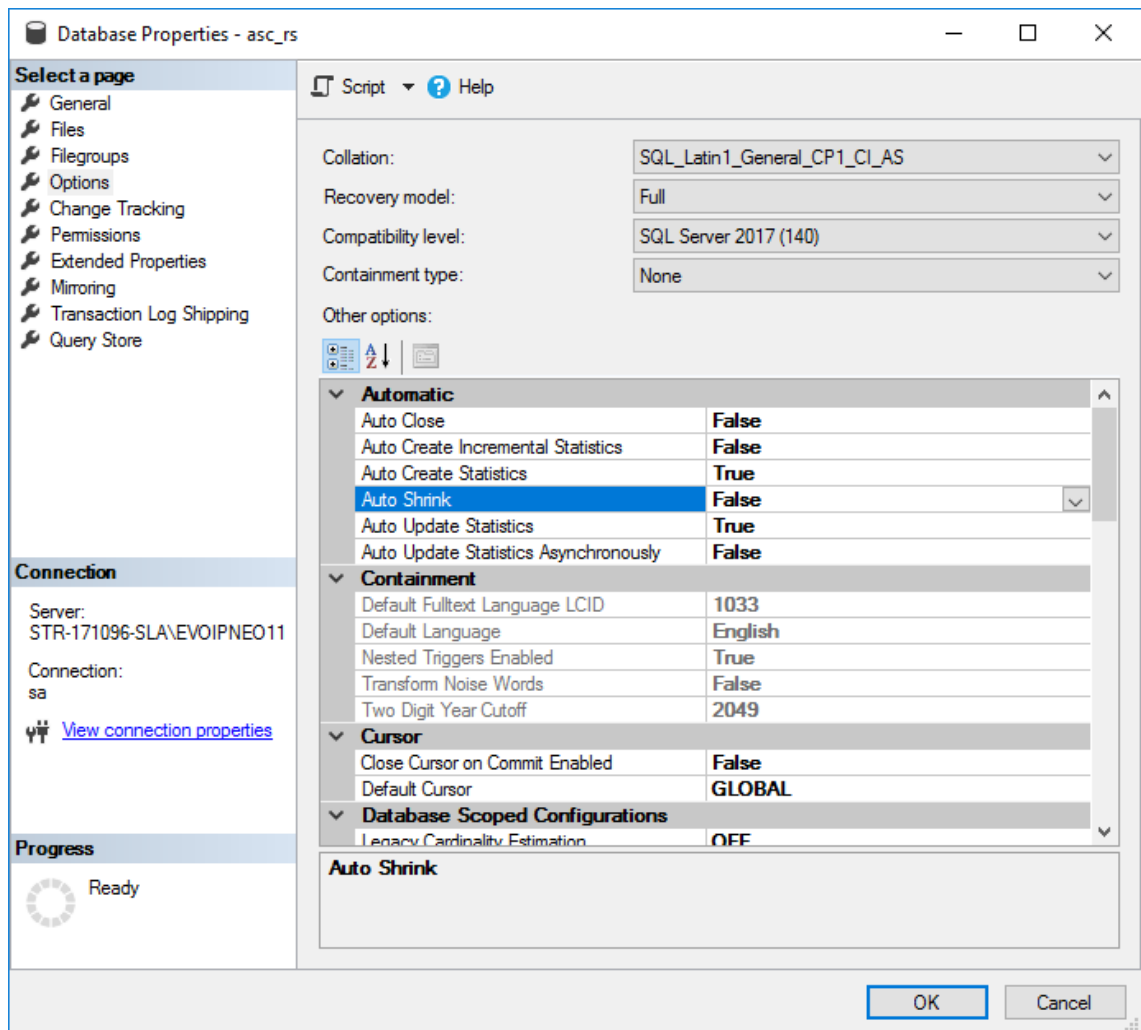 Database Properties - asc_rs
Select a page
General
Files
Filegroups
Options
Change Tracking
Permissions
Extended Properties
Mirroring
Transaction Log Shipping
Query Store
Connection
Server:
STR-171096-SLA\EVOIPNEO11
Connection:
sa
View connection properties
Progress
Ready
Script
Help
Collation: SQL_Latin1_General_CP1_CI_AS
Recovery model: Full
Compatibility level: SQL Server 2017 (140)
Containment type: None
Other options:
Automatic
Auto Close False
Auto Create Incremental Statistics False
Auto Create Statistics True
Auto Shrink False
Auto Update Statistics True
Auto Update Statistics Asynchronously False
Containment
Default Fulltext Language LCID 1033
Default Language English
Nested Triggers Enabled True
Transform Noise Words False
Two Digit Year Cutoff 2049
Cursor
Close Cursor on Commit Enabled False
Default Cursor GLOBAL
Database Scoped Configurations
Legacy Cardinality Estimation OFF
Auto Shrink
OK Cancel